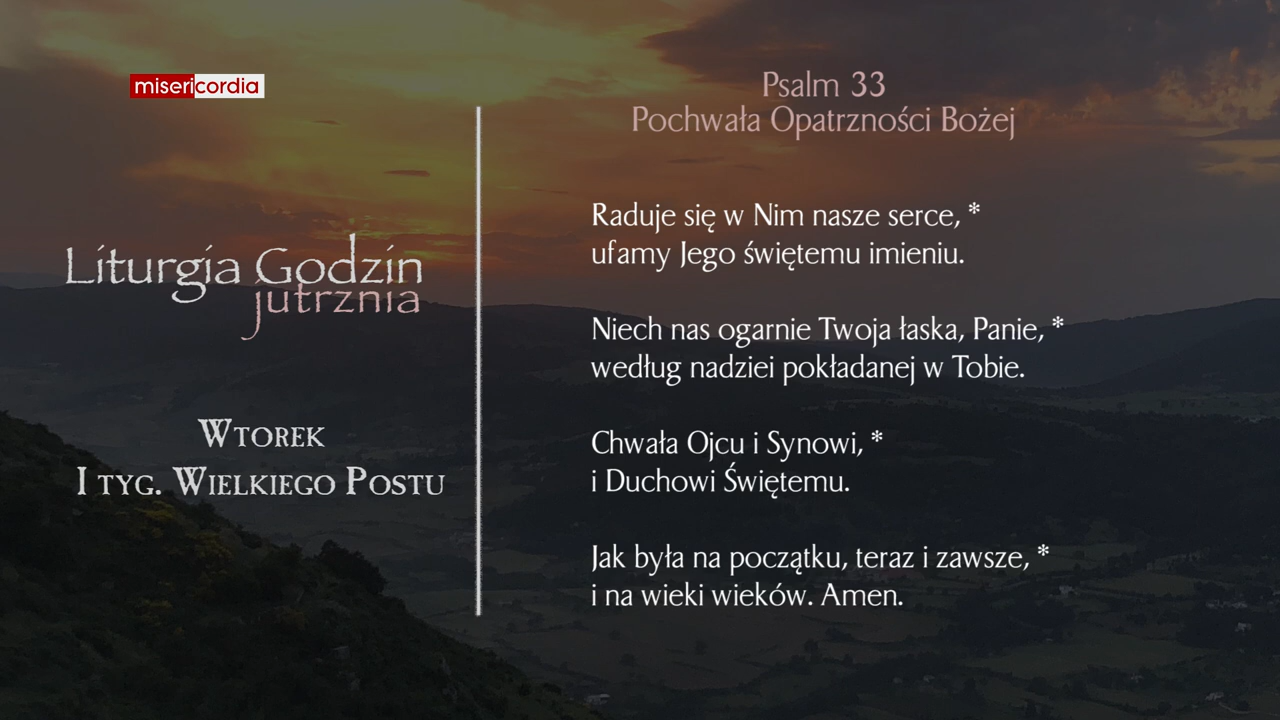 misericordia
Liturgia Godzin
jutrznia
Wtorek
I tyg. Wielkiego Postu
Psalm 33
Pochwała Opatrzności Bożej
Raduje się w Nim nasze serce, *
ufamy Jego świętemu imieniu.
Niech nas ogarnie Twoja łaska, Panie, *
według nadziei pokładanej w Tobie.
Chwała Ojcu i Synowi, *
i Duchowi Świętemu.
Jak była na początku, teraz i zawsze, *
i na wieki wieków. Amen.